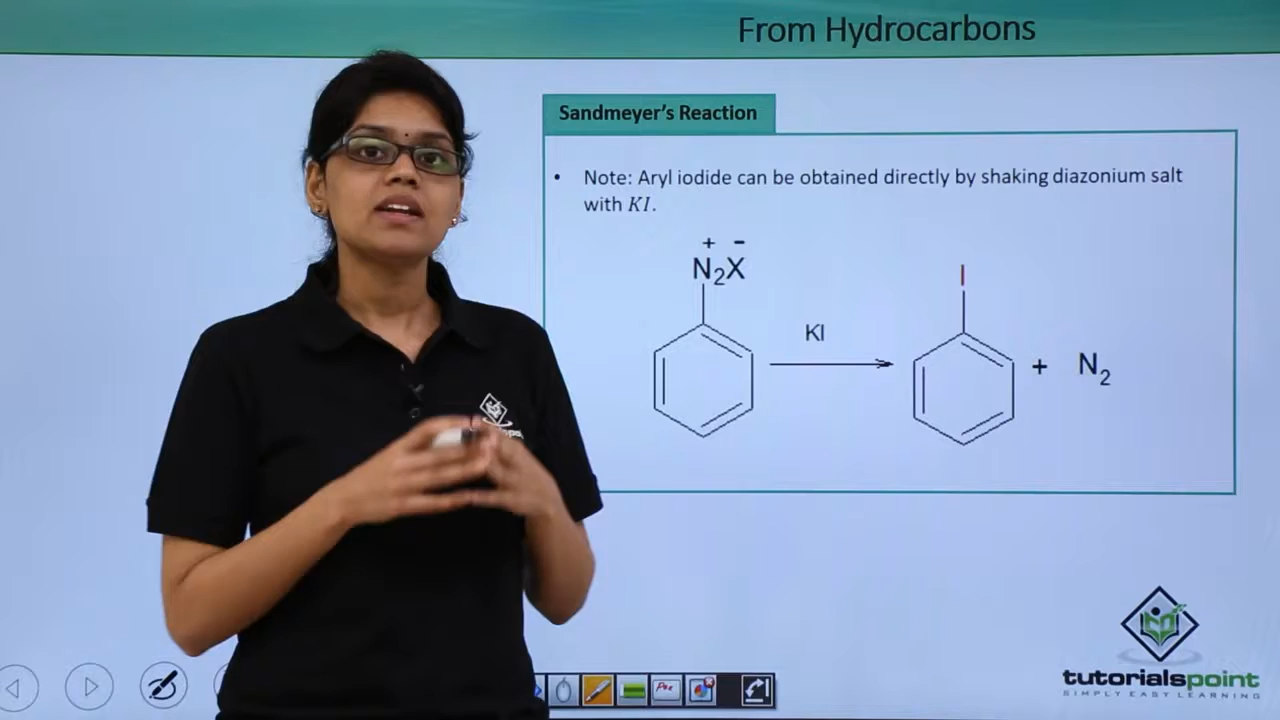 From Hydrocarbons
Sandmeyer's Reaction
• Note: Aryl iodide can be obtained directly by shaking diazonium salt
with KI.
+ −
N2X
I
KI
+ N2
tutorialspoint
SIMPLY EASY LEARNING